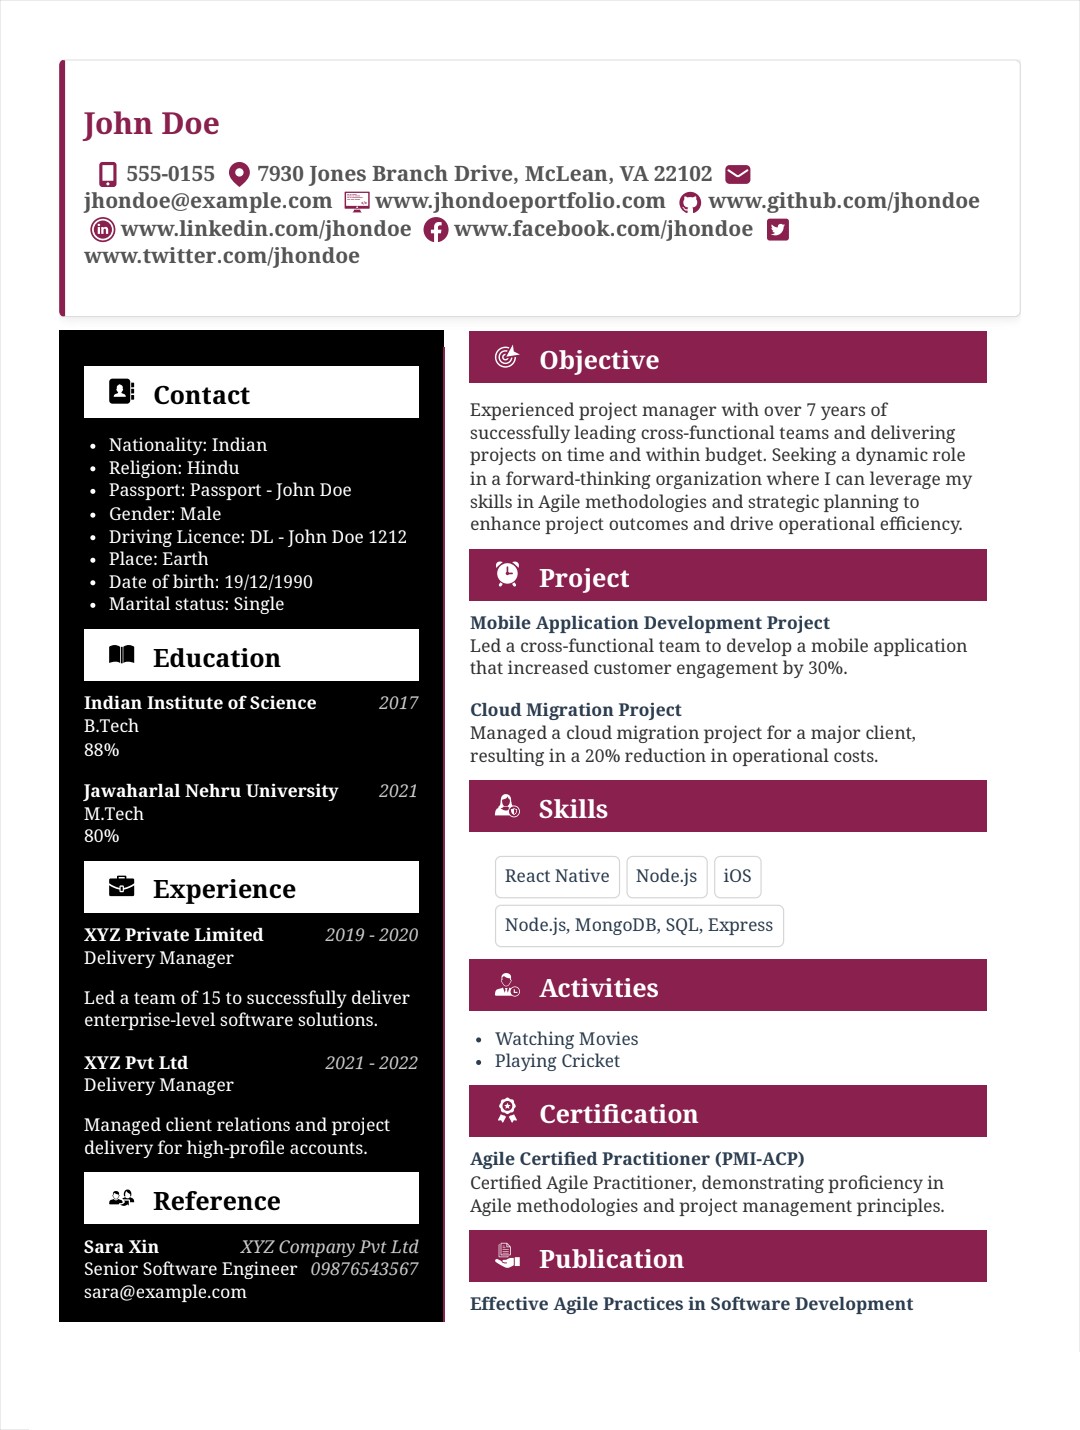 John Doe
555-0155 7930 Jones Branch Drive, McLean, VA 22102
jhondoe@example.com www.jhondoeportfolio.com www.github.com/jhondoe
www.linkedin.com/jhondoe www.facebook.com/jhondoe
www.twitter.com/jhondoe
Contact
• Nationality: Indian
• Religion: Hindu
• Passport: Passport - John Doe
• Gender: Male
• Driving Licence: DL - John Doe 1212
• Place: Earth
• Date of birth: 19/12/1990
• Marital status: Single
Education
Indian Institute of Science 2017
B.Tech
88%
Jawaharlal Nehru University 2021
M.Tech
80%
Experience
XYZ Private Limited 2019 - 2020
Delivery Manager
Led a team of 15 to successfully deliver
enterprise-level software solutions.
XYZ Pvt Ltd 2021 - 2022
Delivery Manager
Managed client relations and project
delivery for high-profile accounts.
Reference
Sara Xin XYZ Company Pvt Ltd
Senior Software Engineer 09876543567
sara@example.com
Objective
Experienced project manager with over 7 years of
successfully leading cross-functional teams and delivering
projects on time and within budget. Seeking a dynamic role
in a forward-thinking organization where I can leverage my
skills in Agile methodologies and strategic planning to
enhance project outcomes and drive operational efficiency.
Project
Mobile Application Development Project
Led a cross-functional team to develop a mobile application
that increased customer engagement by 30%.
Cloud Migration Project
Managed a cloud migration project for a major client,
resulting in a 20% reduction in operational costs.
Skills
React Native Node.js iOS
Node.js, MongoDB, SQL, Express
Activities
• Watching Movies
• Playing Cricket
Certification
Agile Certified Practitioner (PMI-ACP)
Certified Agile Practitioner, demonstrating proficiency in
Agile methodologies and project management principles.
Publication
Effective Agile Practices in Software Development